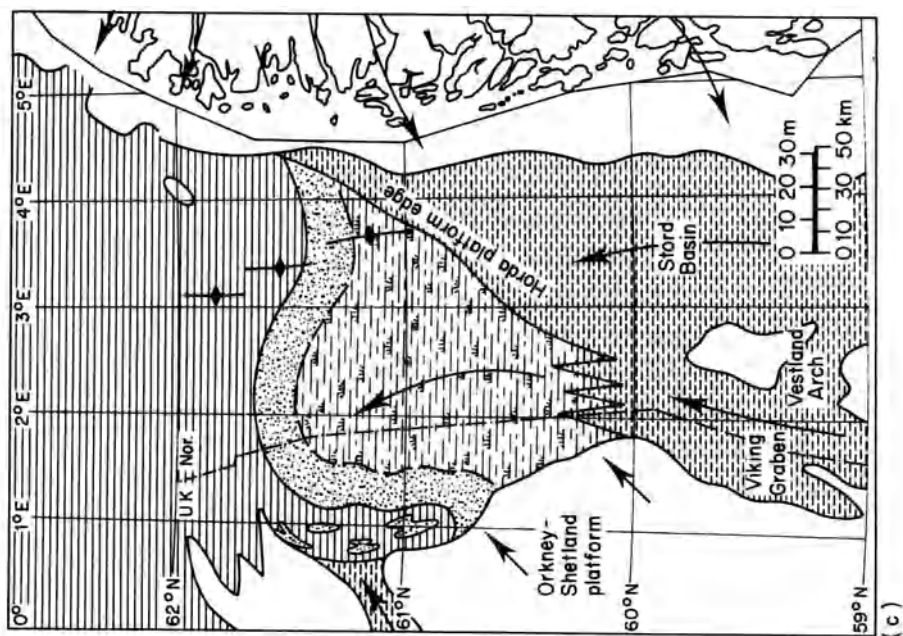 0°
1°E
2°E
3°E
4°E
5°E
62°N
UK Nor.
61°N
Horda platform edge
Orkney-
Shetland
platform
60°N
Stord
Basin
Viking
Graben
Vestland
Arch
0 10 20 30 m
0 10 30 50 km
59°N
(c)